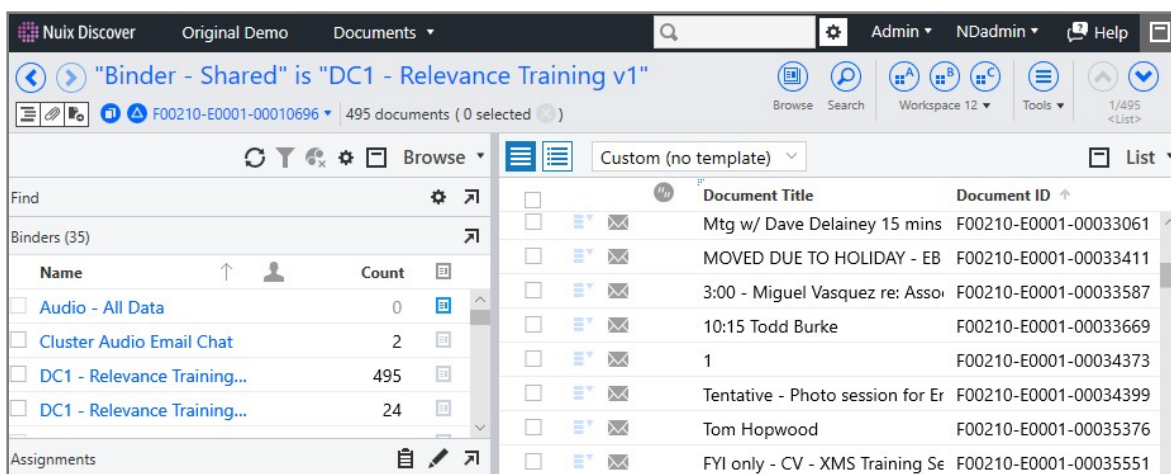 Nuix Discover Original Demo Documents Admin NDadmin Help
"Binder - Shared" is "DC1 - Relevance Training v1"
Browse Search A B C Workspace 12 Tools 1/495
<List>
F00210-E0001-00010696 495 documents ( 0 selected )
Browse Custom (no template) List
Find
Binders (35)
Name Count
Audio - All Data 0
Cluster Audio Email Chat 2
DC1 - Relevance Training... 495
DC1 - Relevance Training... 24
Assignments
Document Title Document ID
Mtg w/ Dave Delainey 15 mins F00210-E0001-00033061
MOVED DUE TO HOLIDAY - EB F00210-E0001-00033411
3:00 - Miguel Vasquez re: Asso F00210-E0001-00033587
10:15 Todd Burke F00210-E0001-00033669
1 F00210-E0001-00034373
Tentative - Photo session for Er F00210-E0001-00034399
Tom Hopwood F00210-E0001-00035376
FYI only - CV - XMS Training Se F00210-E0001-00035551